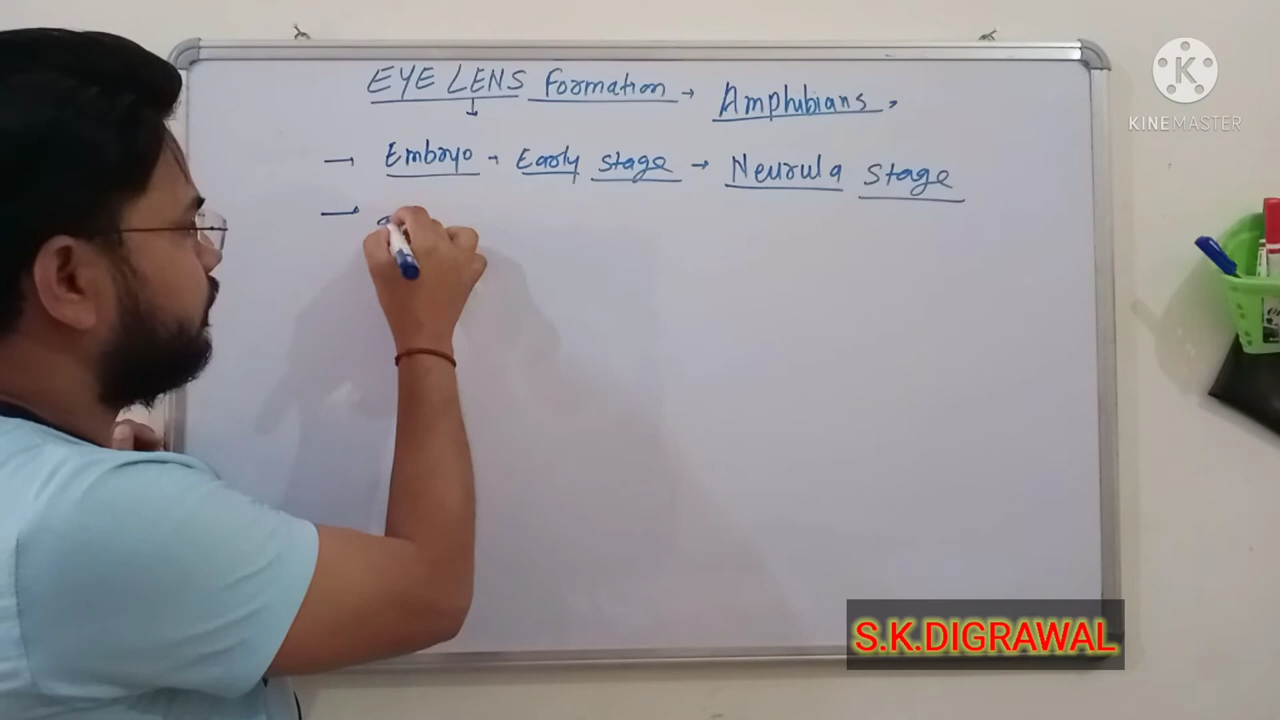 EYE LENS Formation → Amphibians,
→ Embryo → Early Stage → Neurula Stage
→
KINEMASTER
S.K.DIGRAWAL